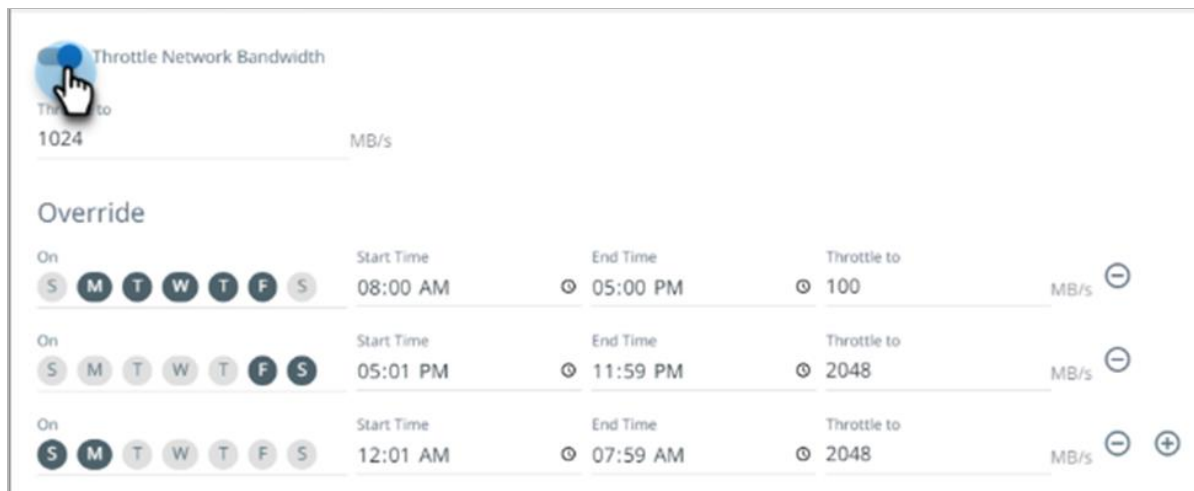 Throttle Network Bandwidth
to
1024 MB/s
Override
On Start Time End Time Throttle to
S M T W T F S 08:00 AM 05:00 PM 100 MB/s
On Start Time End Time Throttle to
S M T W T F S 05:01 PM 11:59 PM 2048 MB/s
On Start Time End Time Throttle to
S M T W T F S 12:01 AM 07:59 AM 2048 MB/s